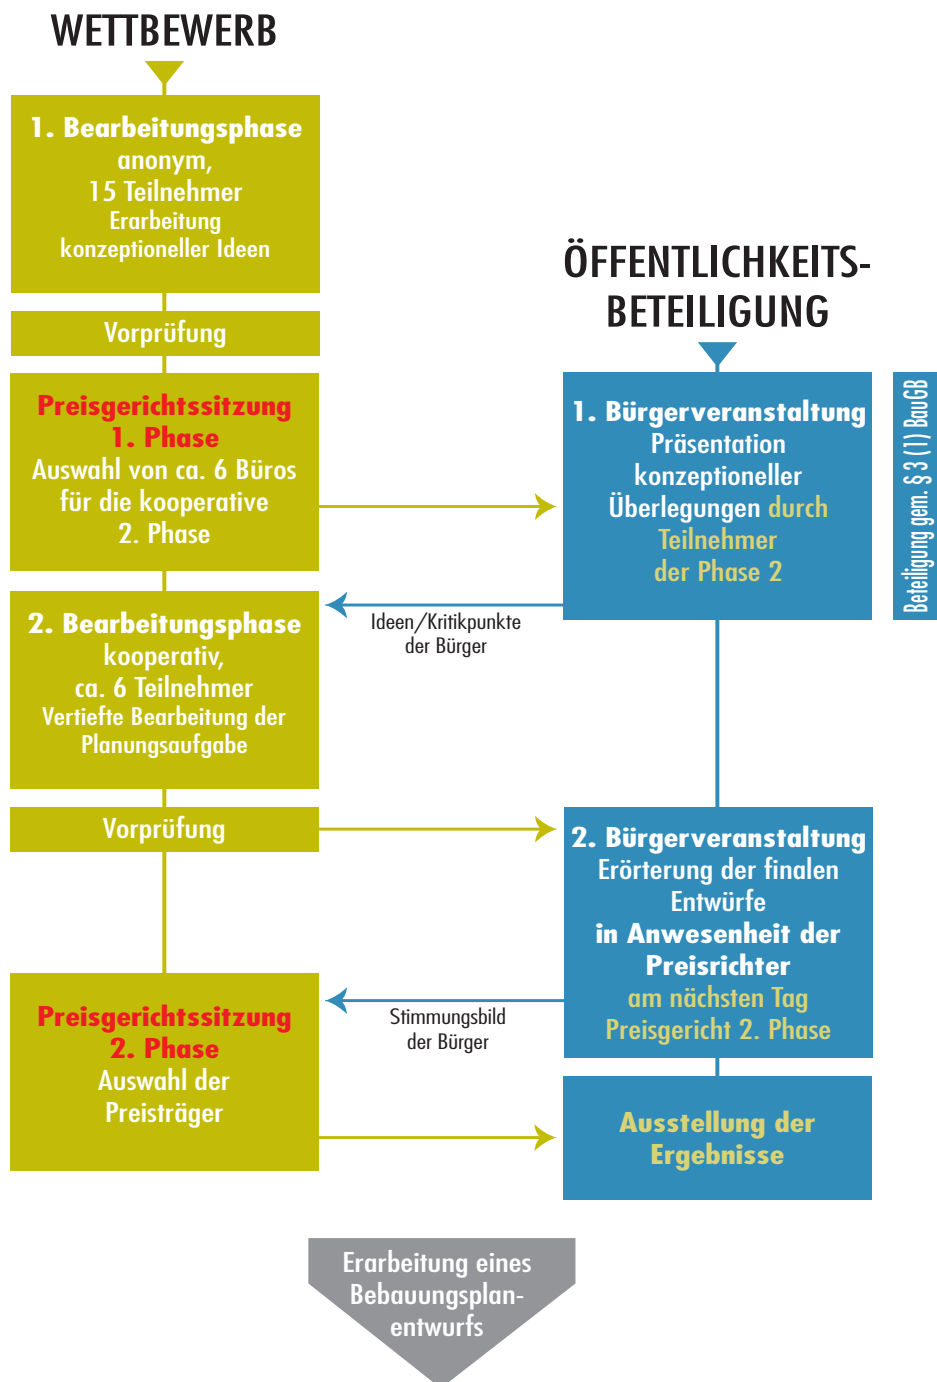 WETTBEWERB
1. Bearbeitungsphase
anonym,
15 Teilnehmer
Erarbeitung
konzeptioneller Ideen
Vorprüfung
Preisgerichtssitzung
1. Phase
Auswahl von ca. 6 Büros
für die kooperative
2. Phase
2. Bearbeitungsphase
kooperativ,
ca. 6 Teilnehmer
Vertiefte Bearbeitung der
Planungsaufgabe
Vorprüfung
Preisgerichtssitzung
2. Phase
Auswahl der
Preisträger
ÖFFENTLICHKEITS-
BETEILIGUNG
1. Bürgerveranstaltung
Präsentation
konzeptioneller
Überlegungen durch
Teilnehmer
der Phase 2
Beteiligung gem. § 3 (1) BauGB
Ideen/Kritikpunkte
der Bürger
2. Bürgerveranstaltung
Erörterung der finalen
Entwürfe
in Anwesenheit der
Preisrichter
am nächsten Tag
Preisgericht 2. Phase
Stimmungsbild
der Bürger
Ausstellung der
Ergebnisse
Erarbeitung eines
Bebauungsplan-
entwurfs